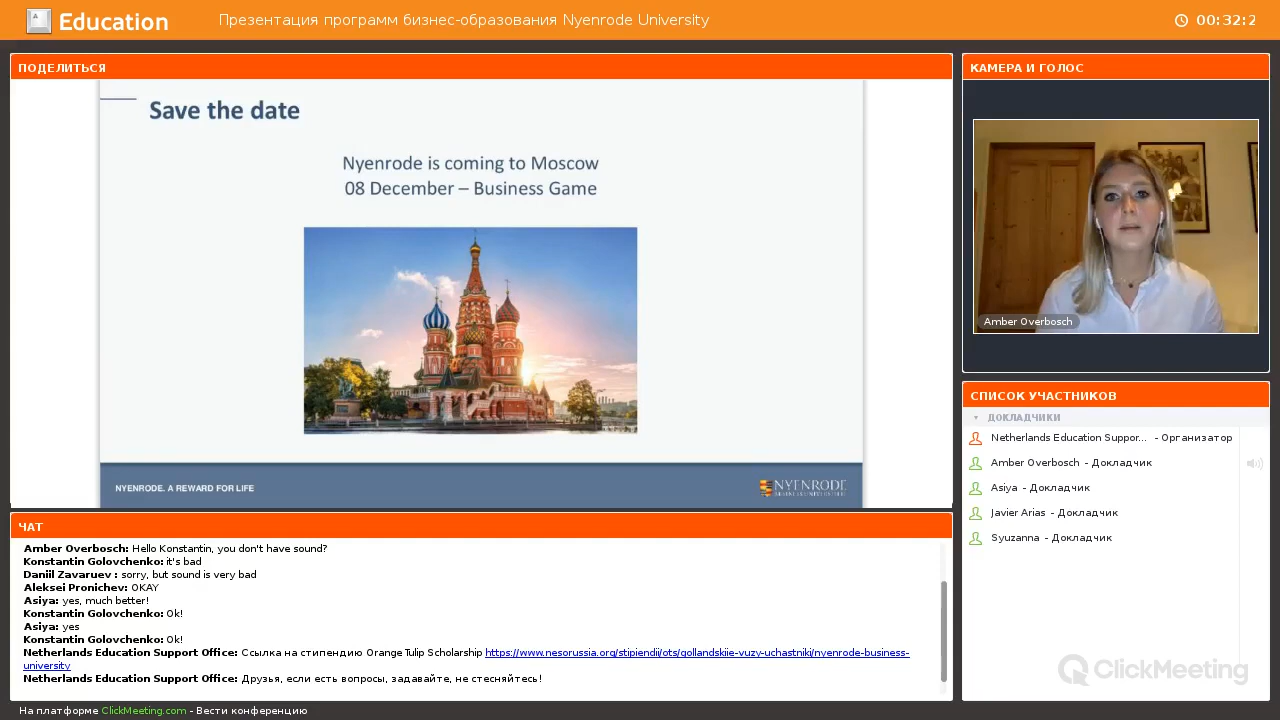 A
Education
Презентация программ бизнес-образования Nyenrode University
00:32:2
ПОДЕЛИТЬСЯ
Save the date
Nyenrode is coming to Moscow
08 December – Business Game
NYENRODE. A REWARD FOR LIFE
NYENRODE
КАМЕРА И ГОЛОС
Amber Overbosch
СПИСОК УЧАСТНИКОВ
ДОКЛАДЧИКИ
Netherlands Education Suppor... - Организатор
Amber Overbosch - Докладчик
Asiya - Докладчик
Javier Arias - Докладчик
Syuzanna - Докладчик
ClickMeeting
ЧАТ
Amber Overbosch: Hello Konstantin, you don't have sound?
Konstantin Golovchenko: it's bad
Daniil Zavaruev : sorry, but sound is very bad
Aleksei Pronichev: OKAY
Asiya: yes, much better!
Konstantin Golovchenko: Ok!
Asiya: yes
Konstantin Golovchenko: Ok!
Netherlands Education Support Office: Ссылка на стипендию Orange Tulip Scholarship https://www.nesorussia.org/stipendii/ots/gollandskiie-vuzy-uchastniki/nyenrode-business-
university
Netherlands Education Support Office: Друзья, если есть вопросы, задавайте, не стесняйтесь!
На платформе ClickMeeting.com - Вести конференцию